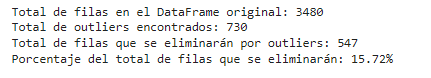 Total de filas en el DataFrame original: 3480
Total de outliers encontrados: 730
Total de filas que se eliminarán por outliers: 547
Porcentaje del total de filas que se eliminarán: 15.72%